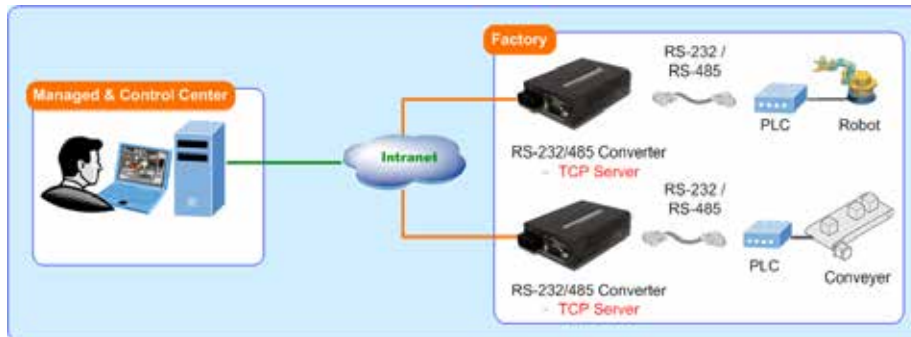 Managed & Control Center
Intranet
Factory
RS-232/485 Converter
- TCP Server
RS-232 /
RS-485
PLC
Robot
RS-232/485 Converter
- TCP Server
RS-232 /
RS-485
PLC
Conveyer